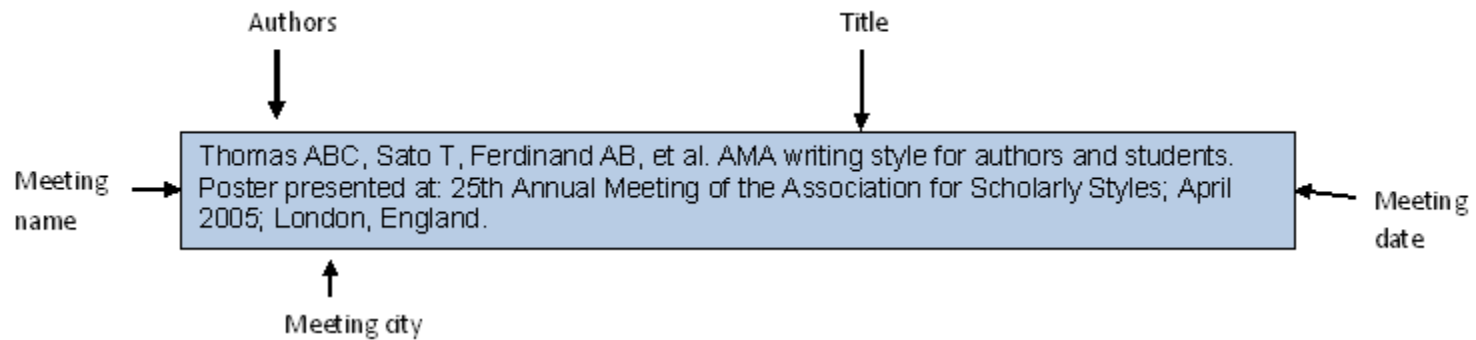 Authors
Title
Thomas ABC, Sato T, Ferdinand AB, et al. AMA writing style for authors and students.
Poster presented at: 25th Annual Meeting of the Association for Scholarly Styles; April
2005; London, England.
Meeting
name
Meeting
date
Meeting city